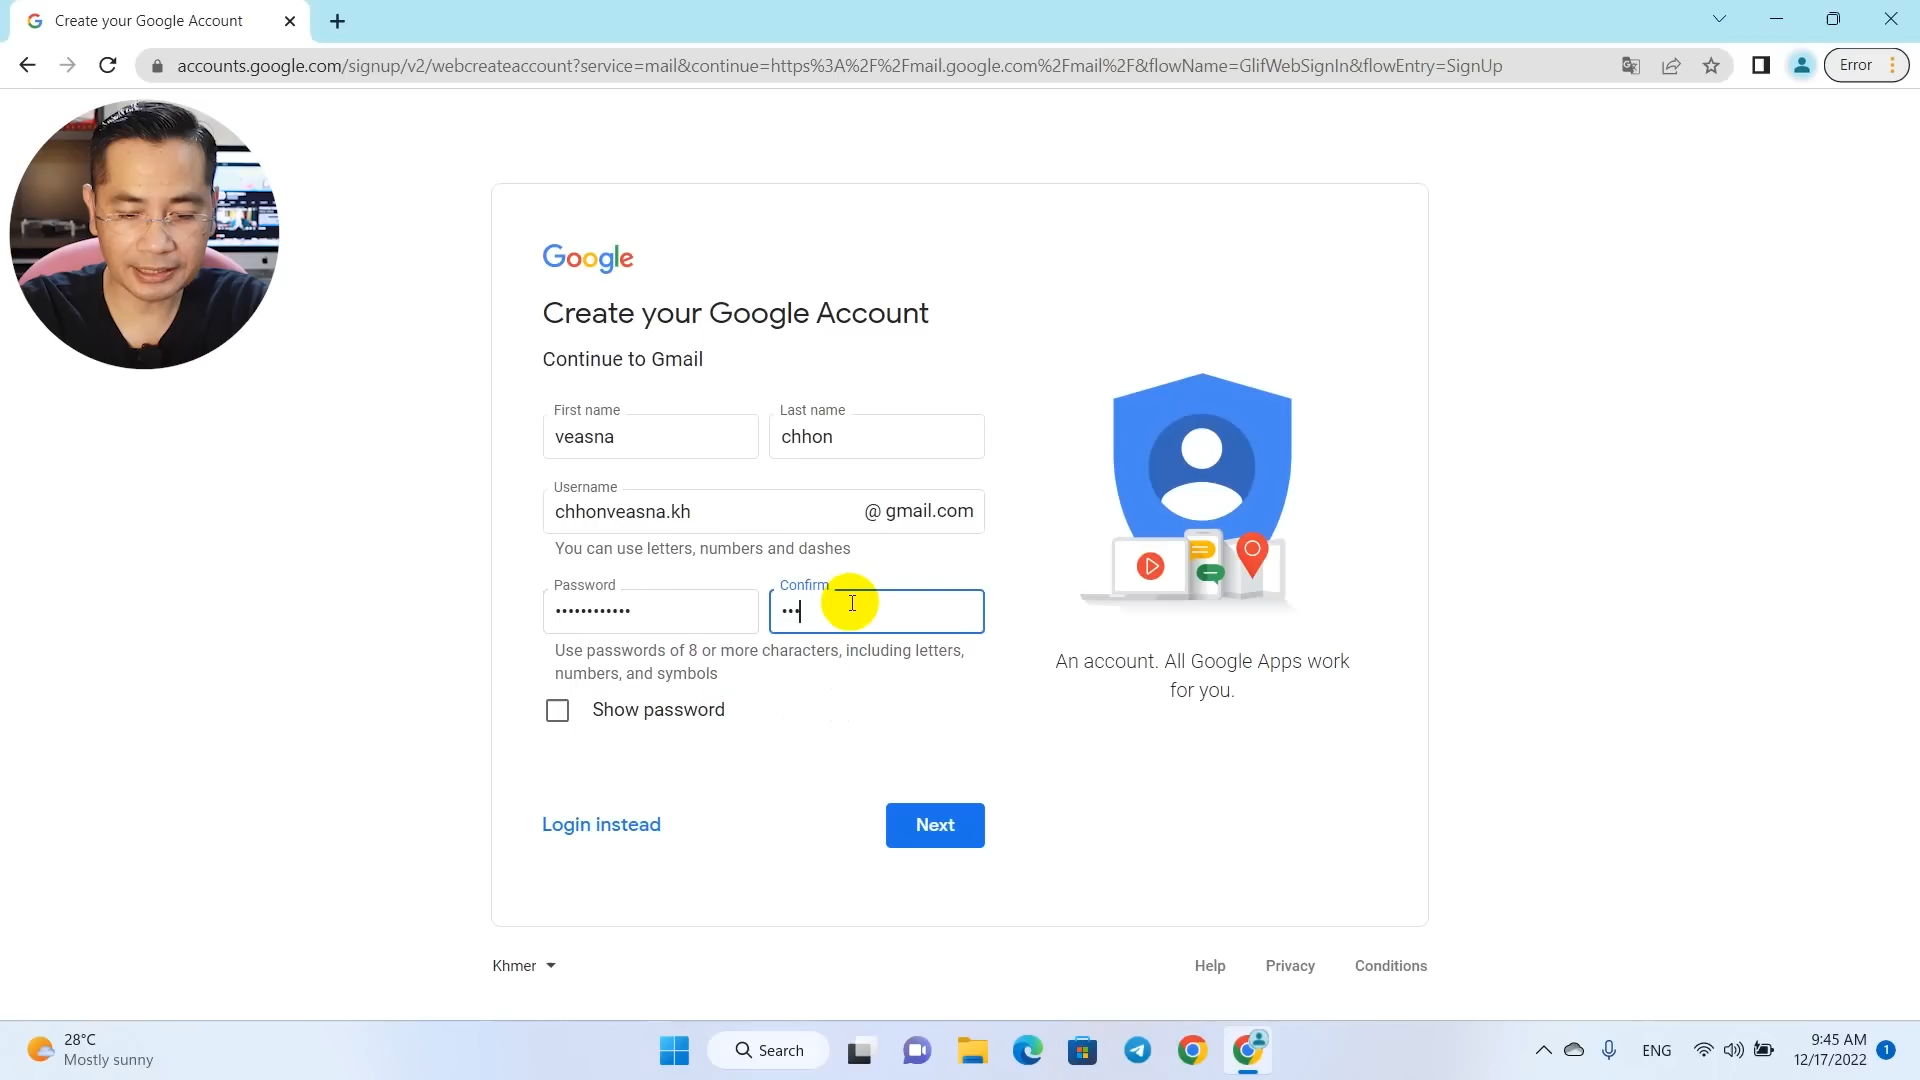 Create your Google Account
accounts.google.com/signup/v2/webcreateaccount?service=mail&continue=https%3A%2F%2Fmail.google.com%2Fmail%2F&flowName=GlifWebSignIn&flowEntry=SignUp
Error
Google
Create your Google Account
Continue to Gmail
First name
Last name
veasna
chhon
Username
chhonveasna.kh
@ gmail.com
You can use letters, numbers and dashes
Password
Confirm
••••••••••••
•••
Use passwords of 8 or more characters, including letters,
numbers, and symbols
Show password
Login instead
Next
An account. All Google Apps work
for you.
Khmer
Help
Privacy
Conditions
28°C
Mostly sunny
Search
ENG
9:45 AM
12/17/2022
1